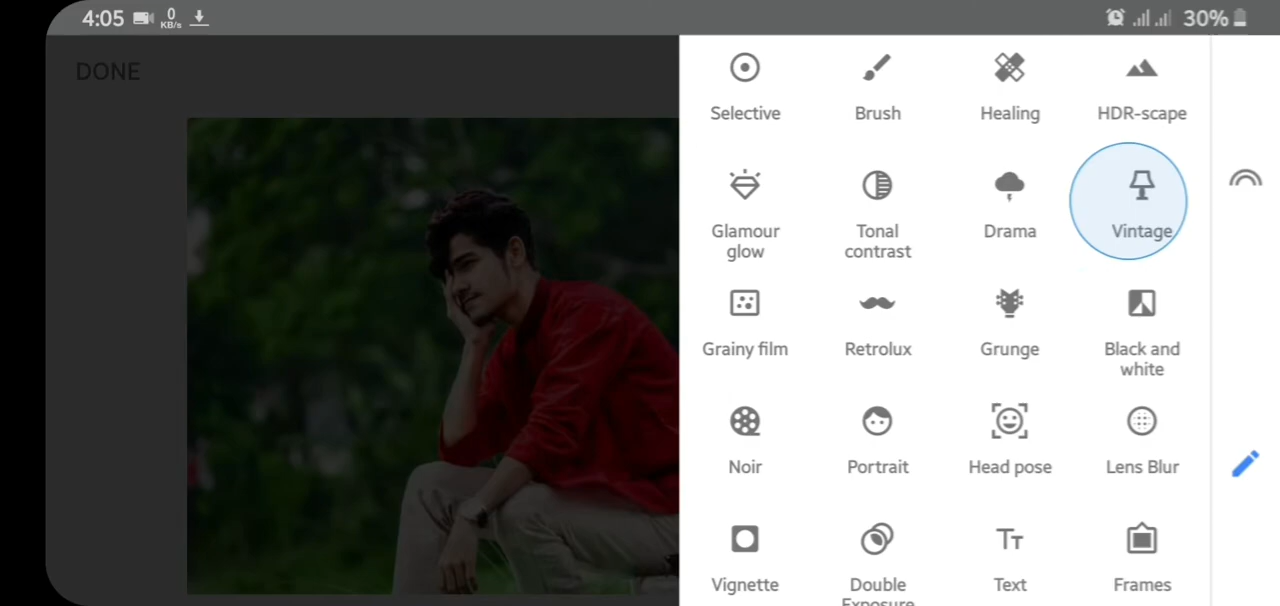 4:05 0 KB/s 30%
DONE
Selective Brush Healing HDR-scape
Glamour glow Tonal contrast Drama Vintage
Grainy film Retrolux Grunge Black and white
Noir Portrait Head pose Lens Blur
Vignette Double Exposure Text Frames